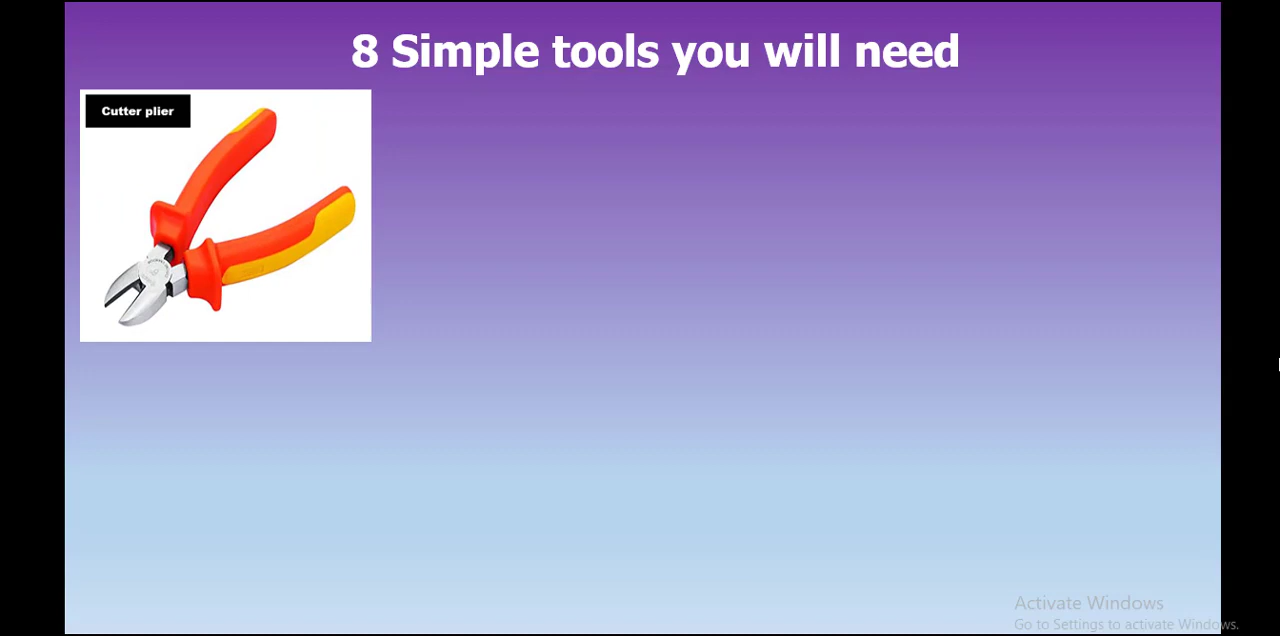 8 Simple tools you will need
Cutter plier
Activate Windows
Go to Settings to activate Windows.